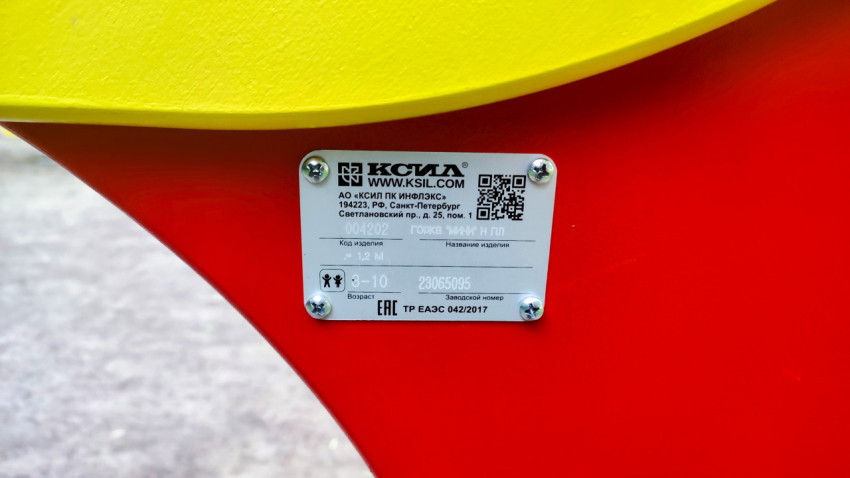 КСИЛ®
WWW.KSIL.COM
АО «КСИЛ ПК ИНФЛЭКС»
194223, РФ, Санкт-Петербург
Светлановский пр., д. 25, пом. 1
004202
Код изделия
Название изделия
1,2 М
3-10
23065095
Возраст
Заводской номер
ЕАС ТР ЕАЭС 042/2017